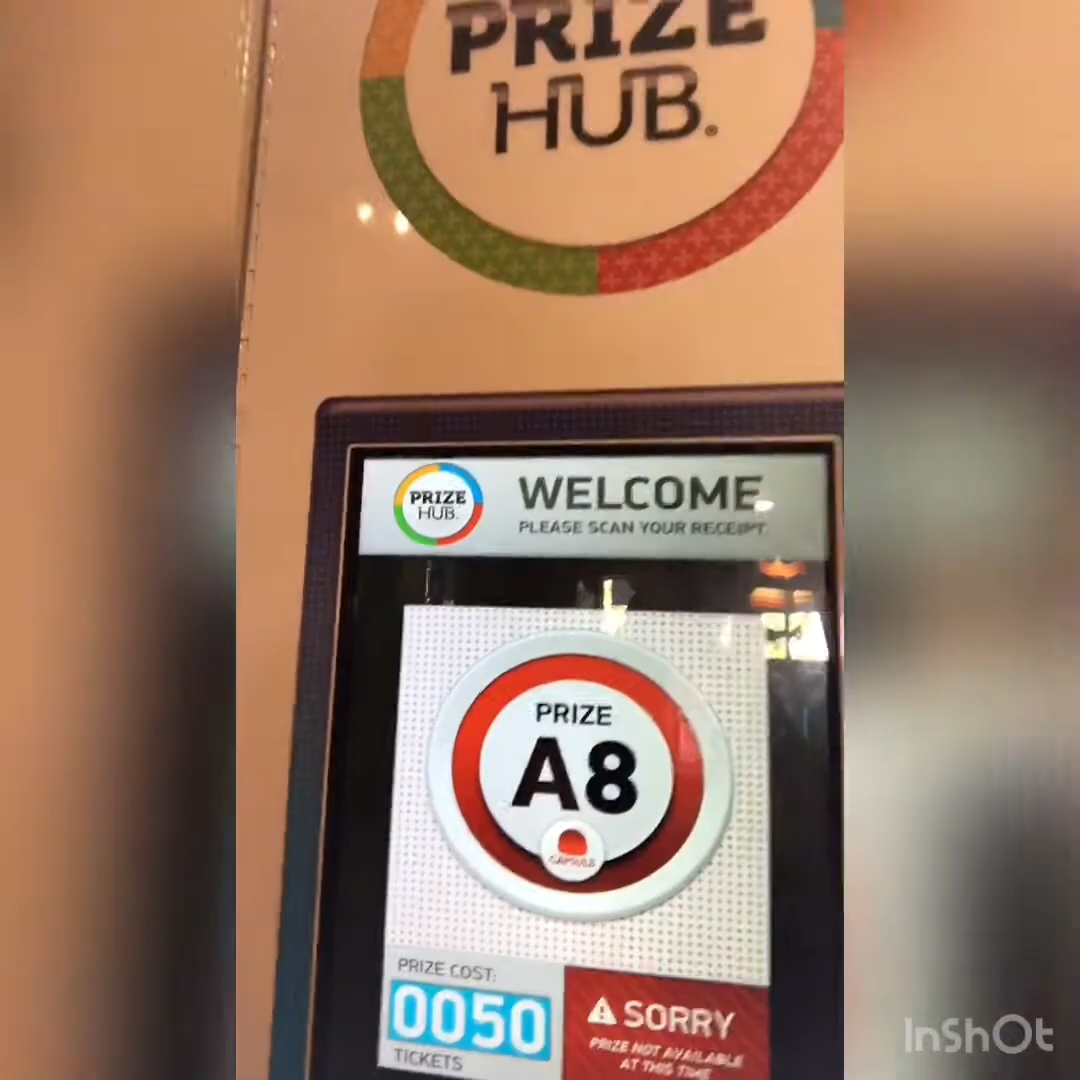 PRIZE
HUB.
PRIZE
HUB.
WELCOME
PLEASE SCAN YOUR RECEIPT
PRIZE
A8
CAPSULE
PRIZE COST:
0050
TICKETS
SORRY
PRIZE NOT AVAILABLE
AT THIS TIME
InShOt